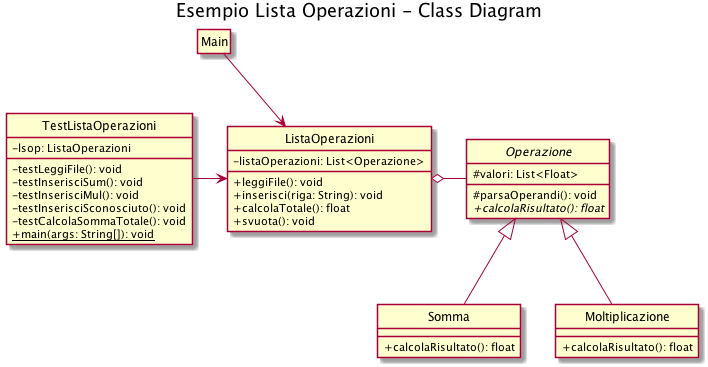 Esempio Lista Operazioni - Class Diagram
Main
TestListaOperazioni
-lsop: ListaOperazioni
-testLeggiFile(): void
-testInserisciSum(): void
-testInserisciMul(): void
-testInserisciSconosciuto(): void
-testCalcolaSommaTotale(): void
+main(args: String[]): void
ListaOperazioni
-listaOperazioni: List<Operazione>
+leggiFile(): void
+inserisci(riga: String): void
+calcolaTotale(): float
+svuota(): void
Operazione
#valori: List<Float>
#parsaOperandi(): void
+calcolaRisultato(): float
Somma
+calcolaRisultato(): float
Moltiplicazione
+calcolaRisultato(): float